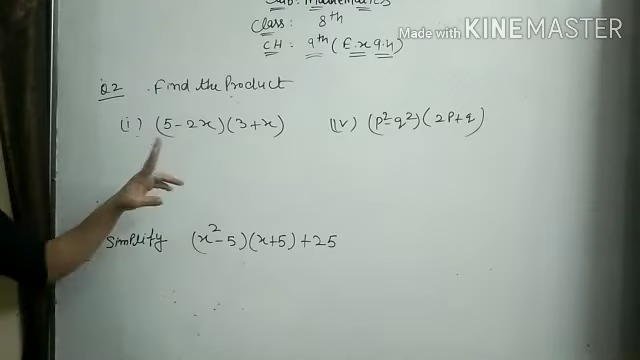 Sub: Mathematics
Class: 8th
CH: 9th (E.x 9.4)
Made with KINEMASTER
Q2 . Find the Product
(i) (5-2x)(3+x) (iv) (p²-q²)(2p+q)
Simplify (x²-5)(x+5)+25